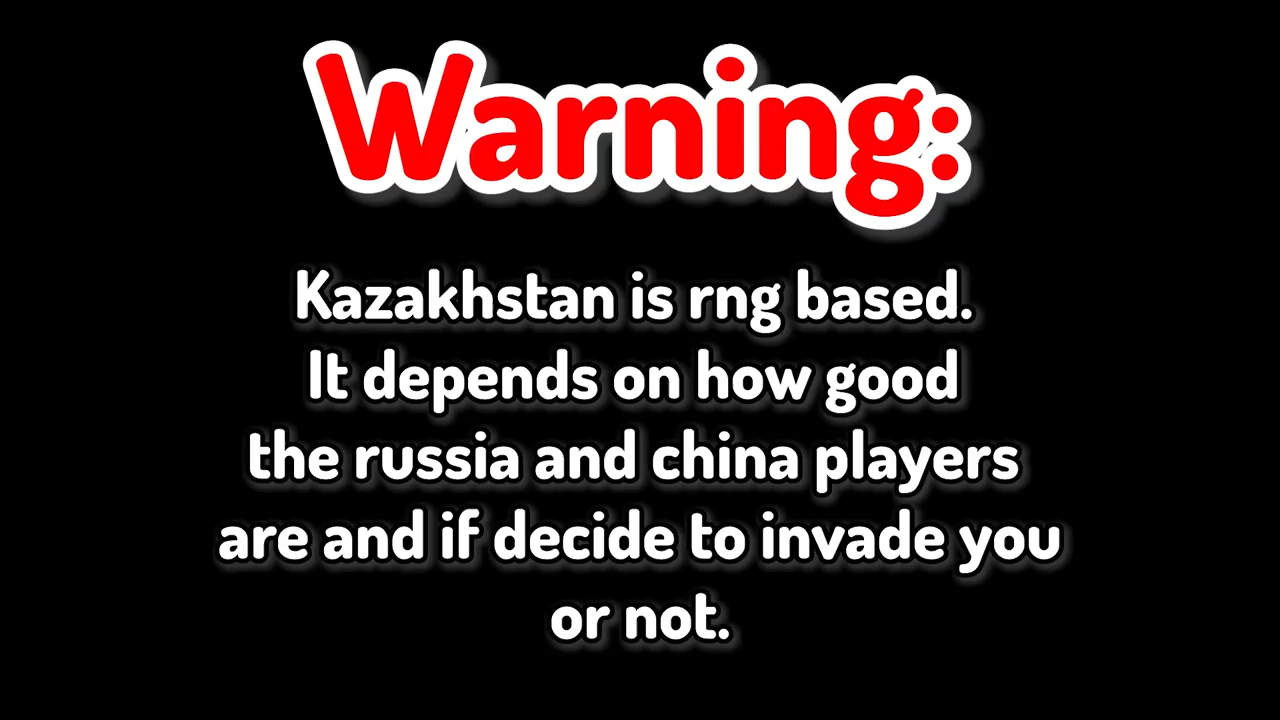 Warning:
Kazakhstan is rng based.
It depends on how good
the russia and china players
are and if decide to invade you
or not.